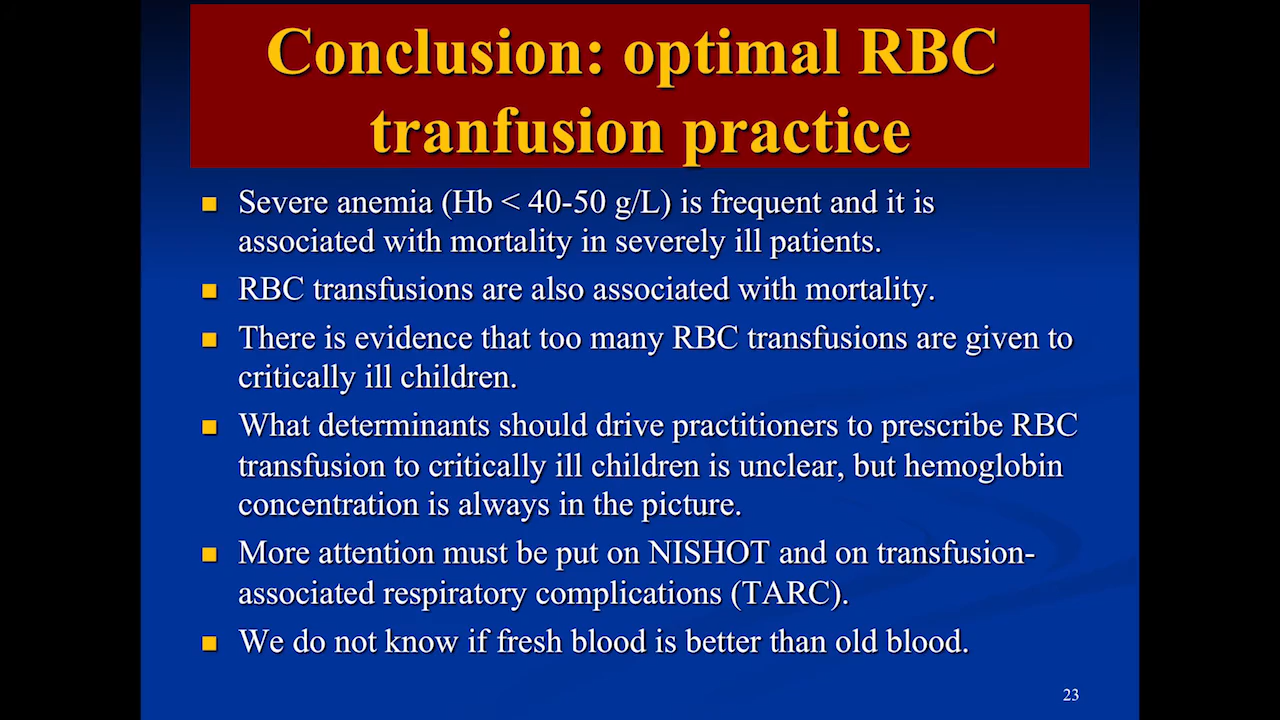 Conclusion: optimal RBC
tranfusion practice
Severe anemia (Hb < 40-50 g/L) is frequent and it is
associated with mortality in severely ill patients.
RBC transfusions are also associated with mortality.
There is evidence that too many RBC transfusions are given to
critically ill children.
What determinants should drive practitioners to prescribe RBC
transfusion to critically ill children is unclear, but hemoglobin
concentration is always in the picture.
More attention must be put on NISHOT and on transfusion-
associated respiratory complications (TARC).
We do not know if fresh blood is better than old blood.
23